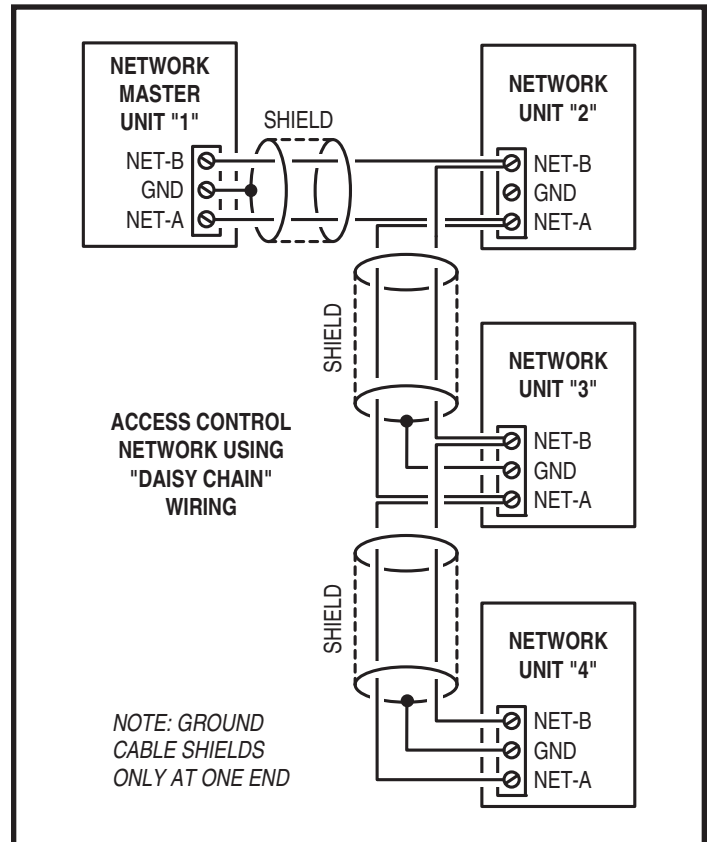 NETWORK
MASTER
UNIT "1"
NET-B
GND
NET-A
SHIELD
NETWORK
UNIT "2"
NET-B
GND
NET-A
SHIELD
NETWORK
UNIT "3"
NET-B
GND
NET-A
ACCESS CONTROL
NETWORK USING
"DAISY CHAIN"
WIRING
SHIELD
NETWORK
UNIT "4"
NET-B
GND
NET-A
NOTE: GROUND
CABLE SHIELDS
ONLY AT ONE END